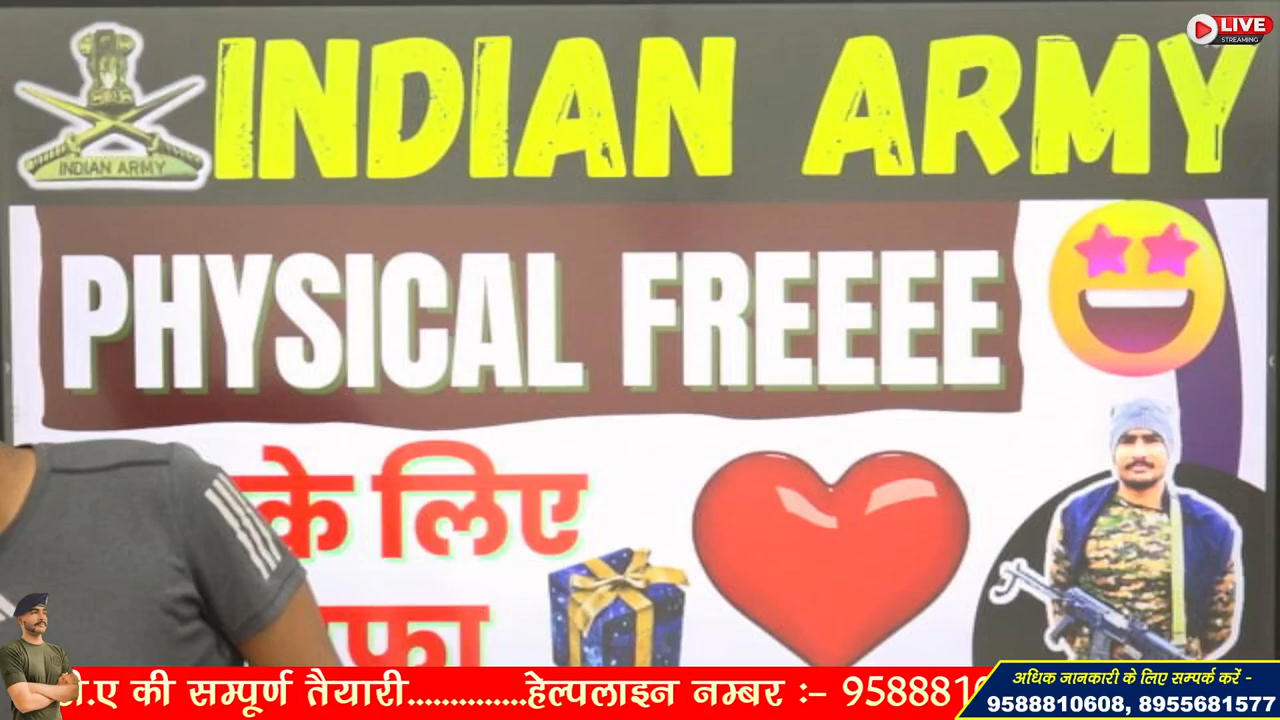 LIVE
STREAMING
INDIAN ARMY
INDIAN ARMY
PHYSICAL FREEEE
के लिए
की सम्पूर्ण तैयारी..............हेल्पलाइन नम्बर :-
अधिक जानकारी के लिए सम्पर्क करें -
9588810608, 8955681577